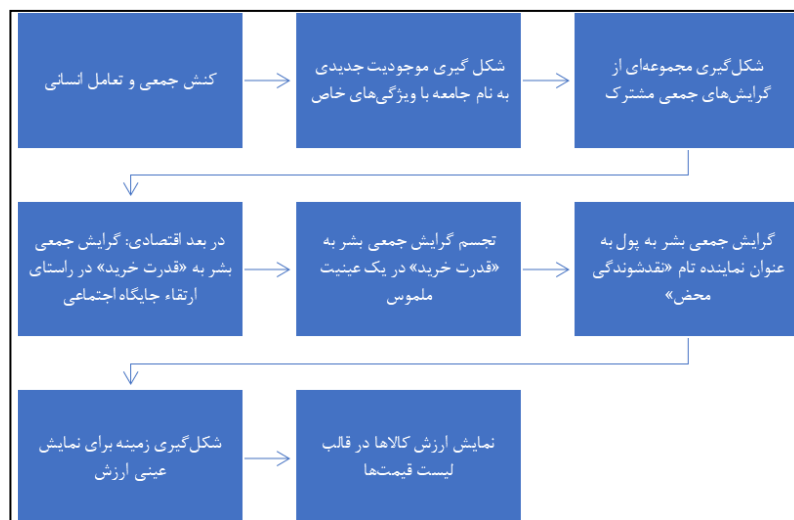 کنش جمعی و تعامل انسانی
شکل گیری موجودیت جدیدی
به نام جامعه با ویژگی‌های خاص
شکل‌گیری مجموعه‌ای از
گرایش‌های جمعی مشترک
در بعد اقتصادی: گرایش جمعی
بشر به «قدرت خرید» در راستای
ارتقاء جایگاه اجتماعی
تجسم گرایش جمعی بشر به
«قدرت خرید» در یک عینیت
ملموس
گرایش جمعی بشر به پول به
عنوان نماینده تام «نقدشوندگی
محض»
شکل‌گیری زمینه برای نمایش
عینی ارزش
نمایش ارزش کالاها در قالب
لیست قیمت‌ها